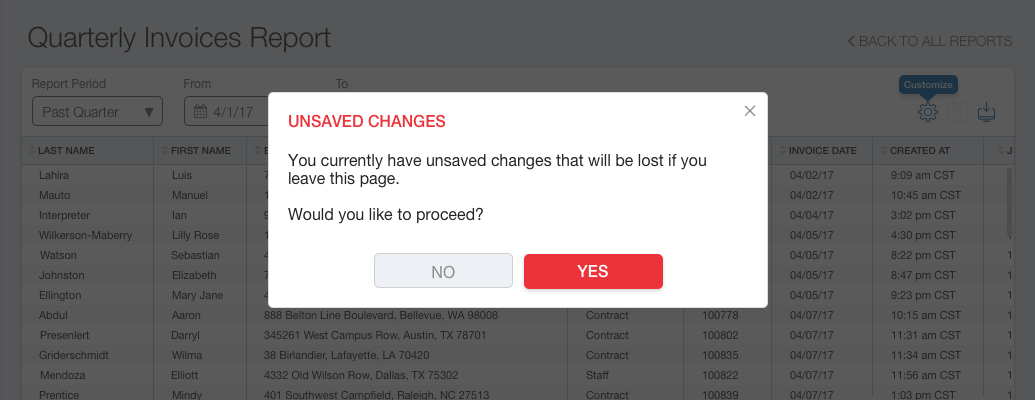 Quarterly Invoices Report
BACK TO ALL REPORTS
Report Period From To
Customize
Past Quarter 4/1/17
UNSAVED CHANGES
You currently have unsaved changes that will be lost if you
leave this page.
Would you like to proceed?
NO YES
LAST NAME FIRST NAME INVOICE DATE CREATED AT
Lahira Luis 04/02/17 9:09 am CST
Mauto Manuel 04/02/17 10:45 am CST
Interpreter Ian 04/04/17 3:02 pm CST
Wilkerson-Maberry Lilly Rose 04/05/17 4:30 pm CST
Watson Sebastian 04/05/17 8:22 pm CST
Johnston Elizabeth 04/05/17 8:47 pm CST
Ellington Mary Jane 04/05/17 9:23 pm CST
Abdul Aaron 888 Belton Line Boulevard, Bellevue, WA 98008 Contract 100778 04/07/17 10:15 am CST
Presenlert Darryl 345261 West Campus Row, Austin, TX 78701 Contract 100802 04/07/17 11:31 am CST
Griderschmidt Wilma 38 Birlandier, Lafayette, LA 70420 Contract 100835 04/07/17 11:34 am CST
Mendoza Elliott 4332 Old Wilson Row, Dallas, TX 75302 Staff 100822 04/07/17 11:56 am CST
Prentice Mindy 401 Southwest Campfield, Raleigh, NC 27513 Contract 100839 04/07/17 12:03 pm CST